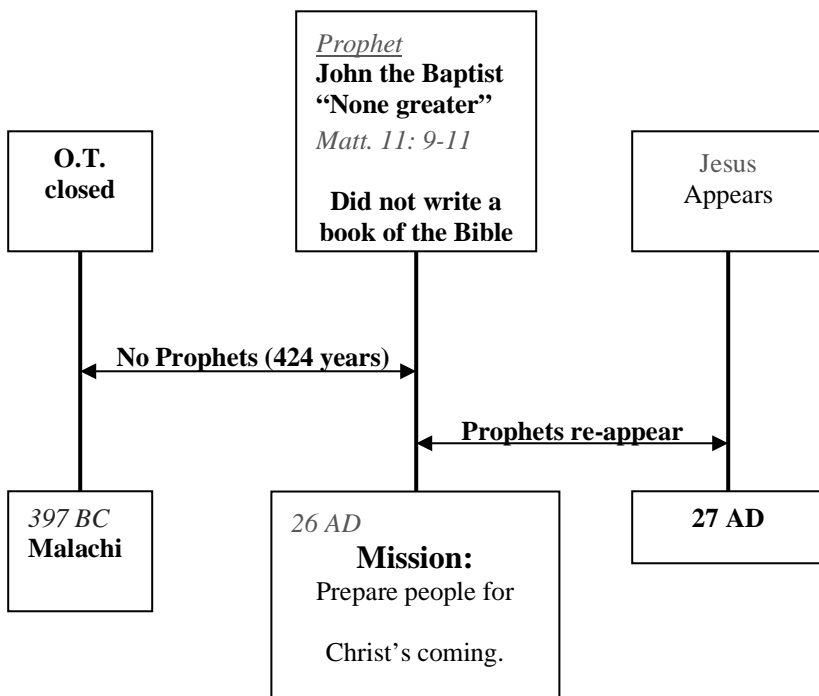 O.T.
closed
Prophet
John the Baptist
“None greater”
Matt. 11: 9-11
Did not write a
book of the Bible
Jesus
Appears
No Prophets (424 years)
Prophets re-appear
397 BC
Malachi
26 AD
Mission:
Prepare people for
Christ’s coming.
27 AD